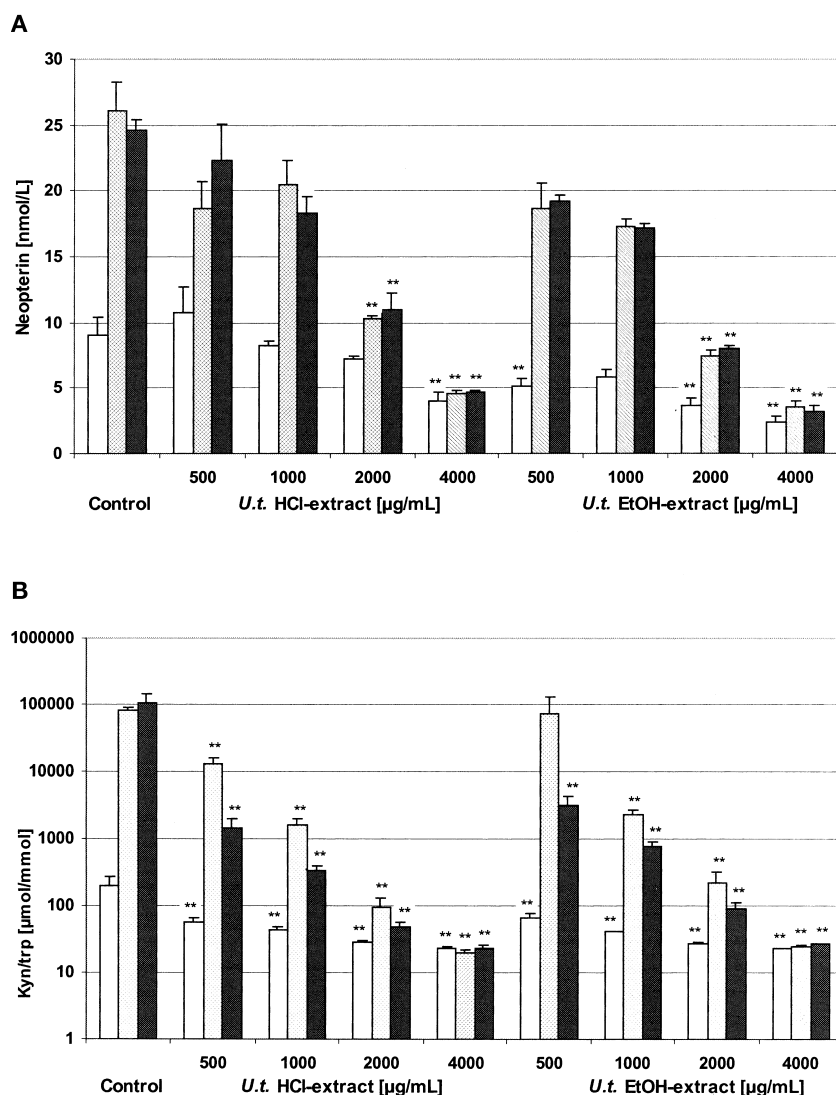 A
30
25
20
15
10
5
0
Neopterin [nmol/L]
** ** ** ** ** ** ** ** ** ** ** **
500 1000 2000 4000 500 1000 2000 4000
Control U.t. HCl-extract [µg/mL] U.t. EtOH-extract [µg/mL]
B
1000000
100000
10000
1000
100
10
1
Kyn/trp [µmol/mmol]
** ** ** ** ** ** ** ** ** ** ** ** ** ** ** ** ** ** ** ** ** ** **
500 1000 2000 4000 500 1000 2000 4000
Control U.t. HCl-extract [µg/mL] U.t. EtOH-extract [µg/mL]